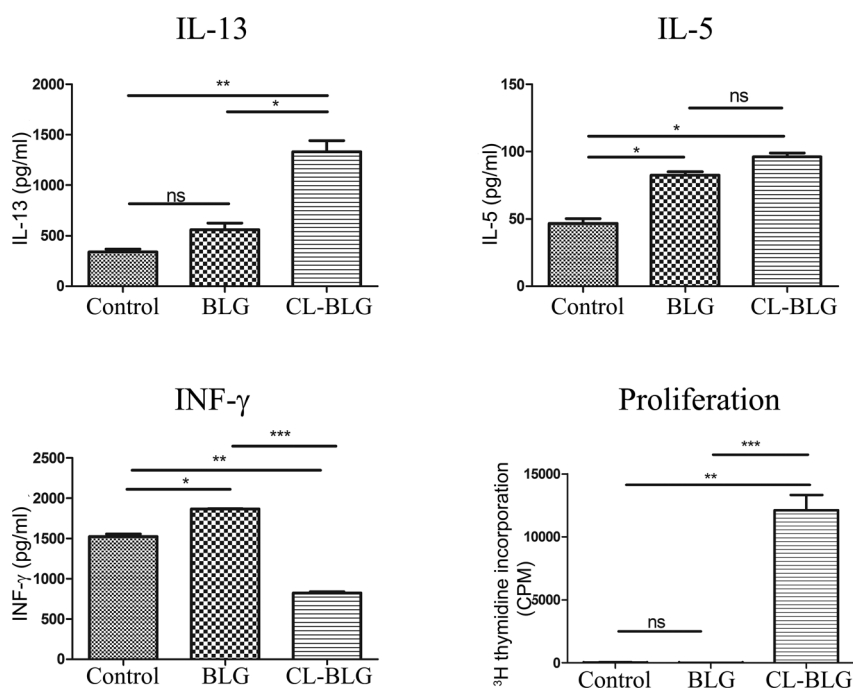 IL-13
2000
1500
1000
500
0
IL-13 (pg/ml)
**
*
ns
Control BLG CL-BLG
IL-5
150
100
50
0
IL-5 (pg/ml)
ns
*
*
Control BLG CL-BLG
INF-γ
2500
2000
1500
1000
500
0
INF-γ (pg/ml)
***
**
*
Control BLG CL-BLG
Proliferation
15000
10000
5000
0
³H thymidine incorporation
(CPM)
***
**
ns
Control BLG CL-BLG